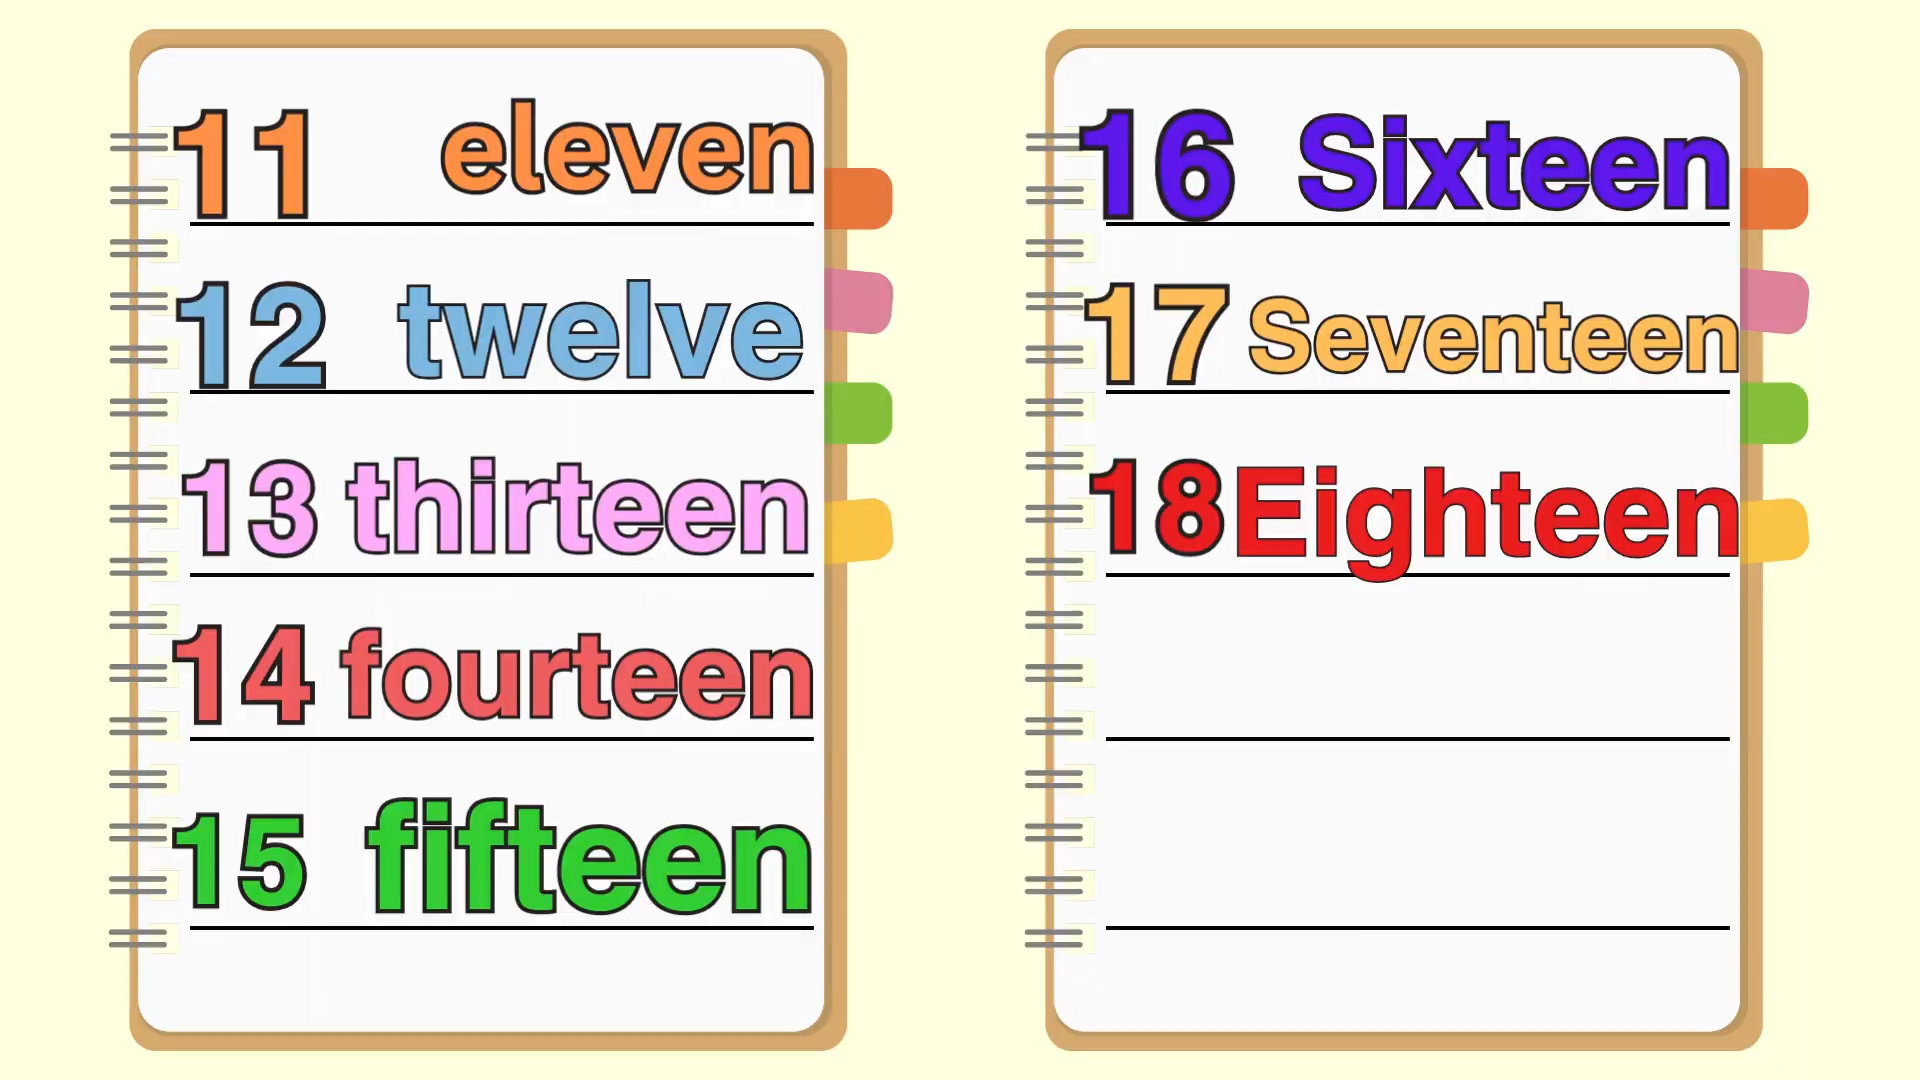 11 eleven
12 twelve
13 thirteen
14 fourteen
15 fifteen
16 Sixteen
17 Seventeen
18 Eighteen